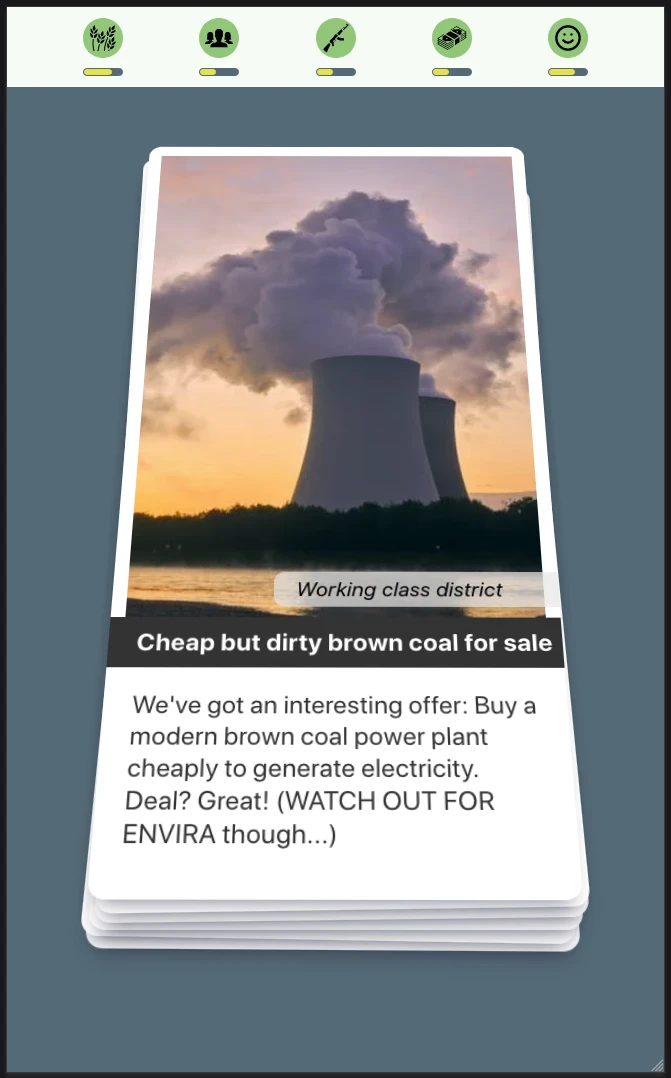 Working class district
Cheap but dirty brown coal for sale
We've got an interesting offer: Buy a
modern brown coal power plant
cheaply to generate electricity.
Deal? Great! (WATCH OUT FOR
ENVIRA though...)